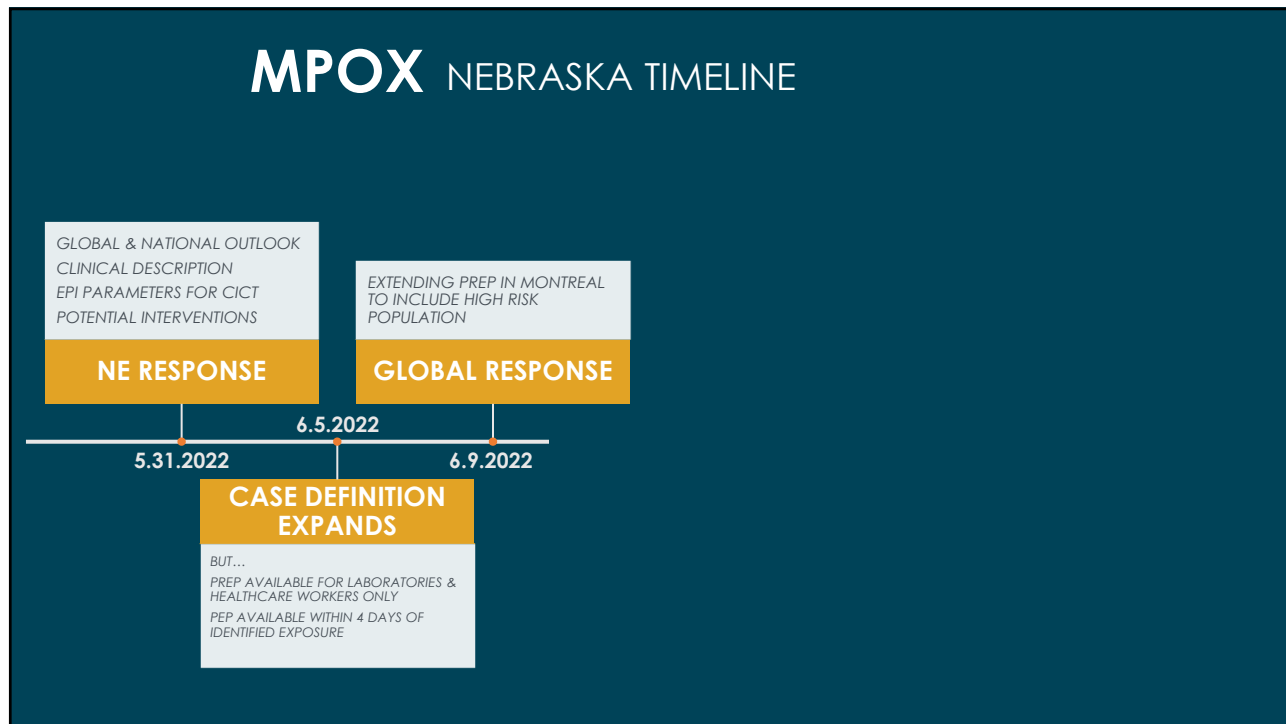 MPOX NEBRASKA TIMELINE
GLOBAL & NATIONAL OUTLOOK
CLINICAL DESCRIPTION
EPI PARAMETERS FOR CICT
POTENTIAL INTERVENTIONS
NE RESPONSE
5.31.2022
6.5.2022
CASE DEFINITION
EXPANDS
BUT…
PREP AVAILABLE FOR LABORATORIES &
HEALTHCARE WORKERS ONLY
PEP AVAILABLE WITHIN 4 DAYS OF
IDENTIFIED EXPOSURE
EXTENDING PREP IN MONTREAL
TO INCLUDE HIGH RISK
POPULATION
GLOBAL RESPONSE
6.9.2022